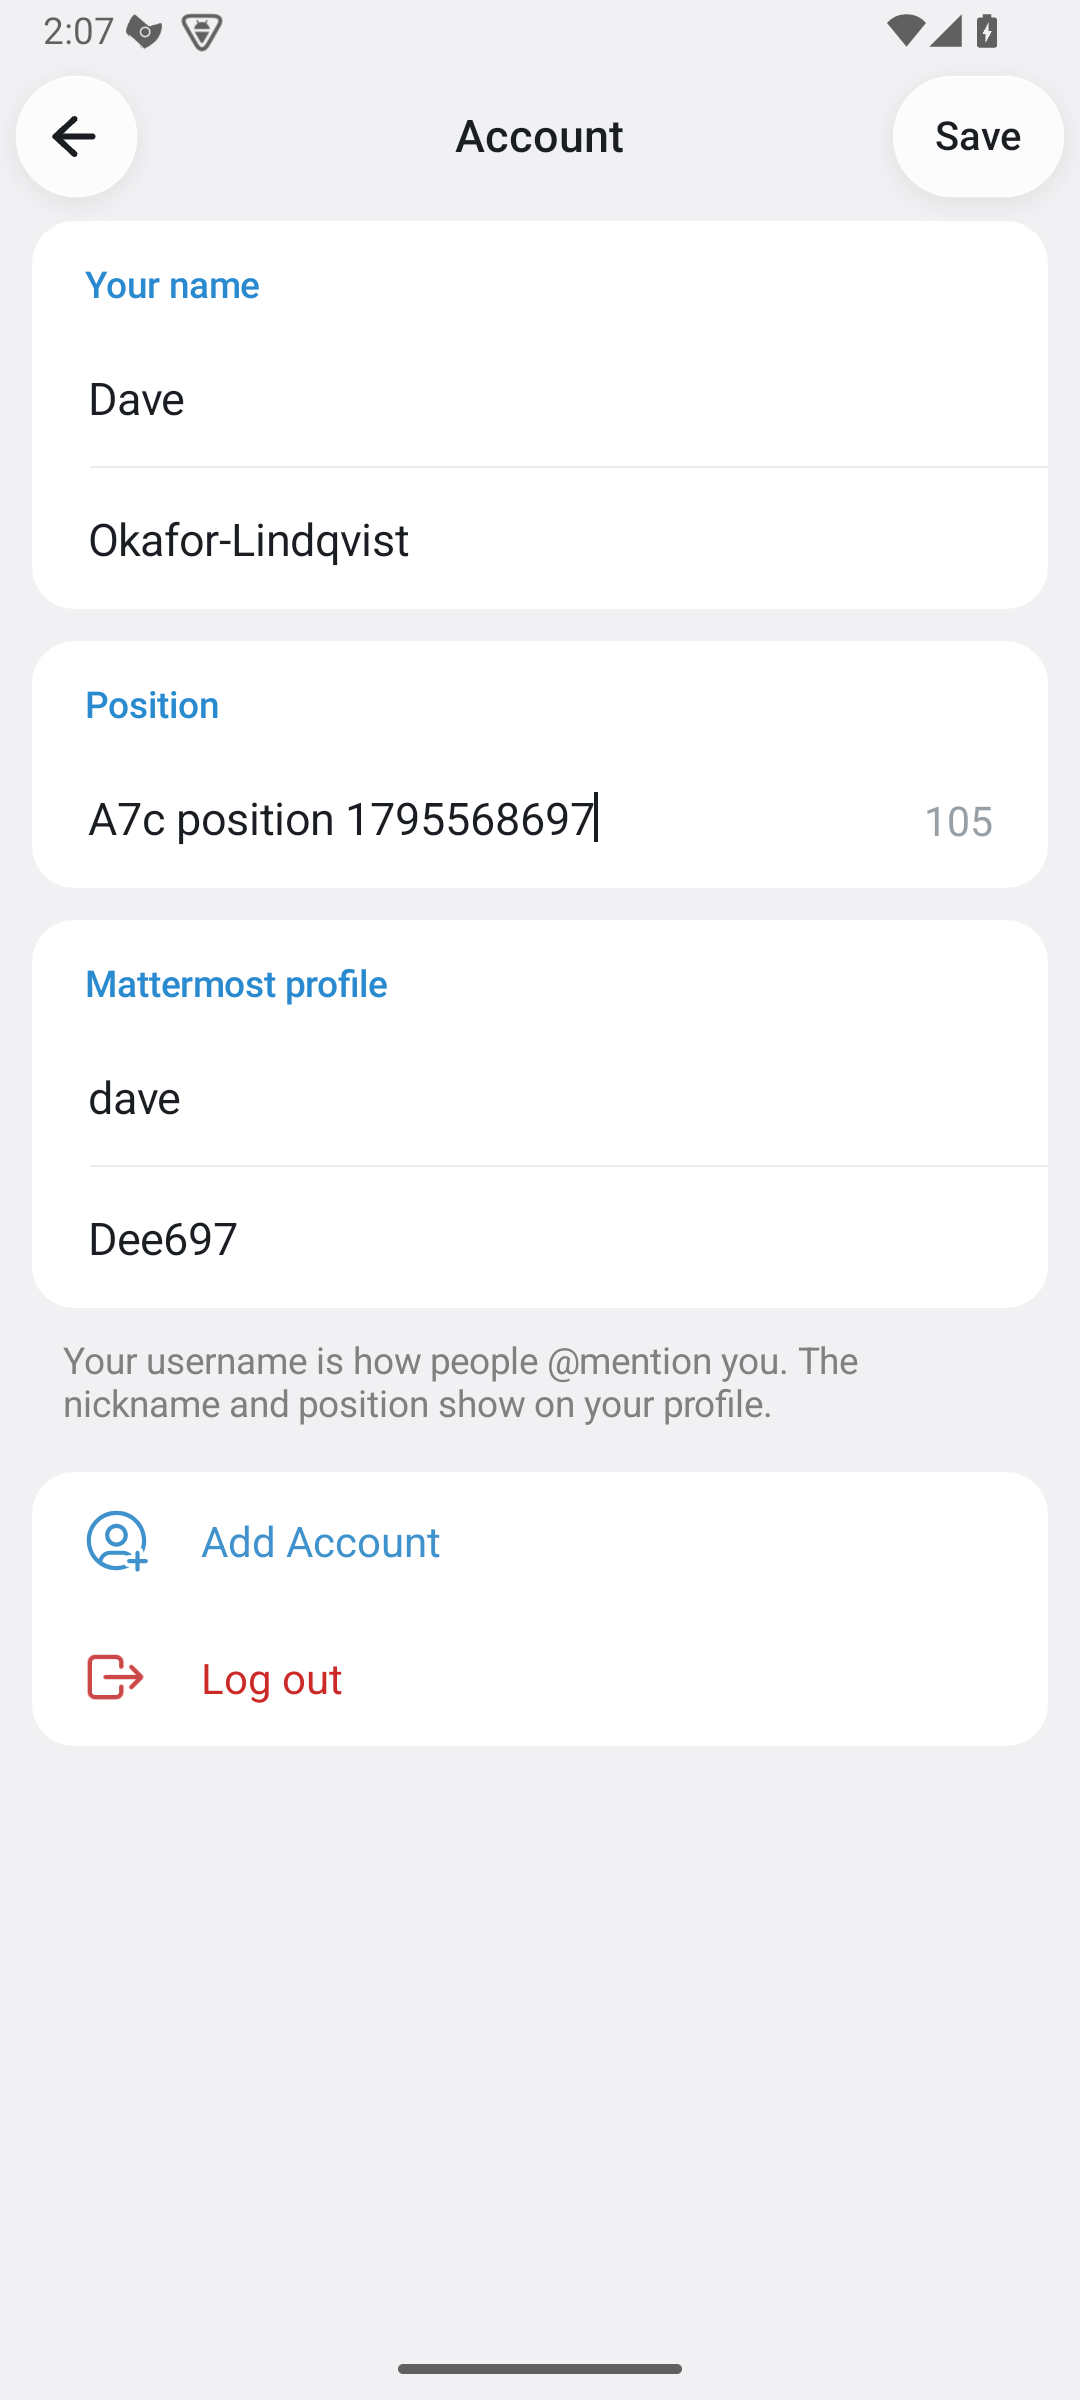 2:07
Account
Save
Your name
Dave
Okafor-Lindqvist
Position
A7c position 1795568697
105
Mattermost profile
dave
Dee697
Your username is how people @mention you. The
nickname and position show on your profile.
Add Account
Log out